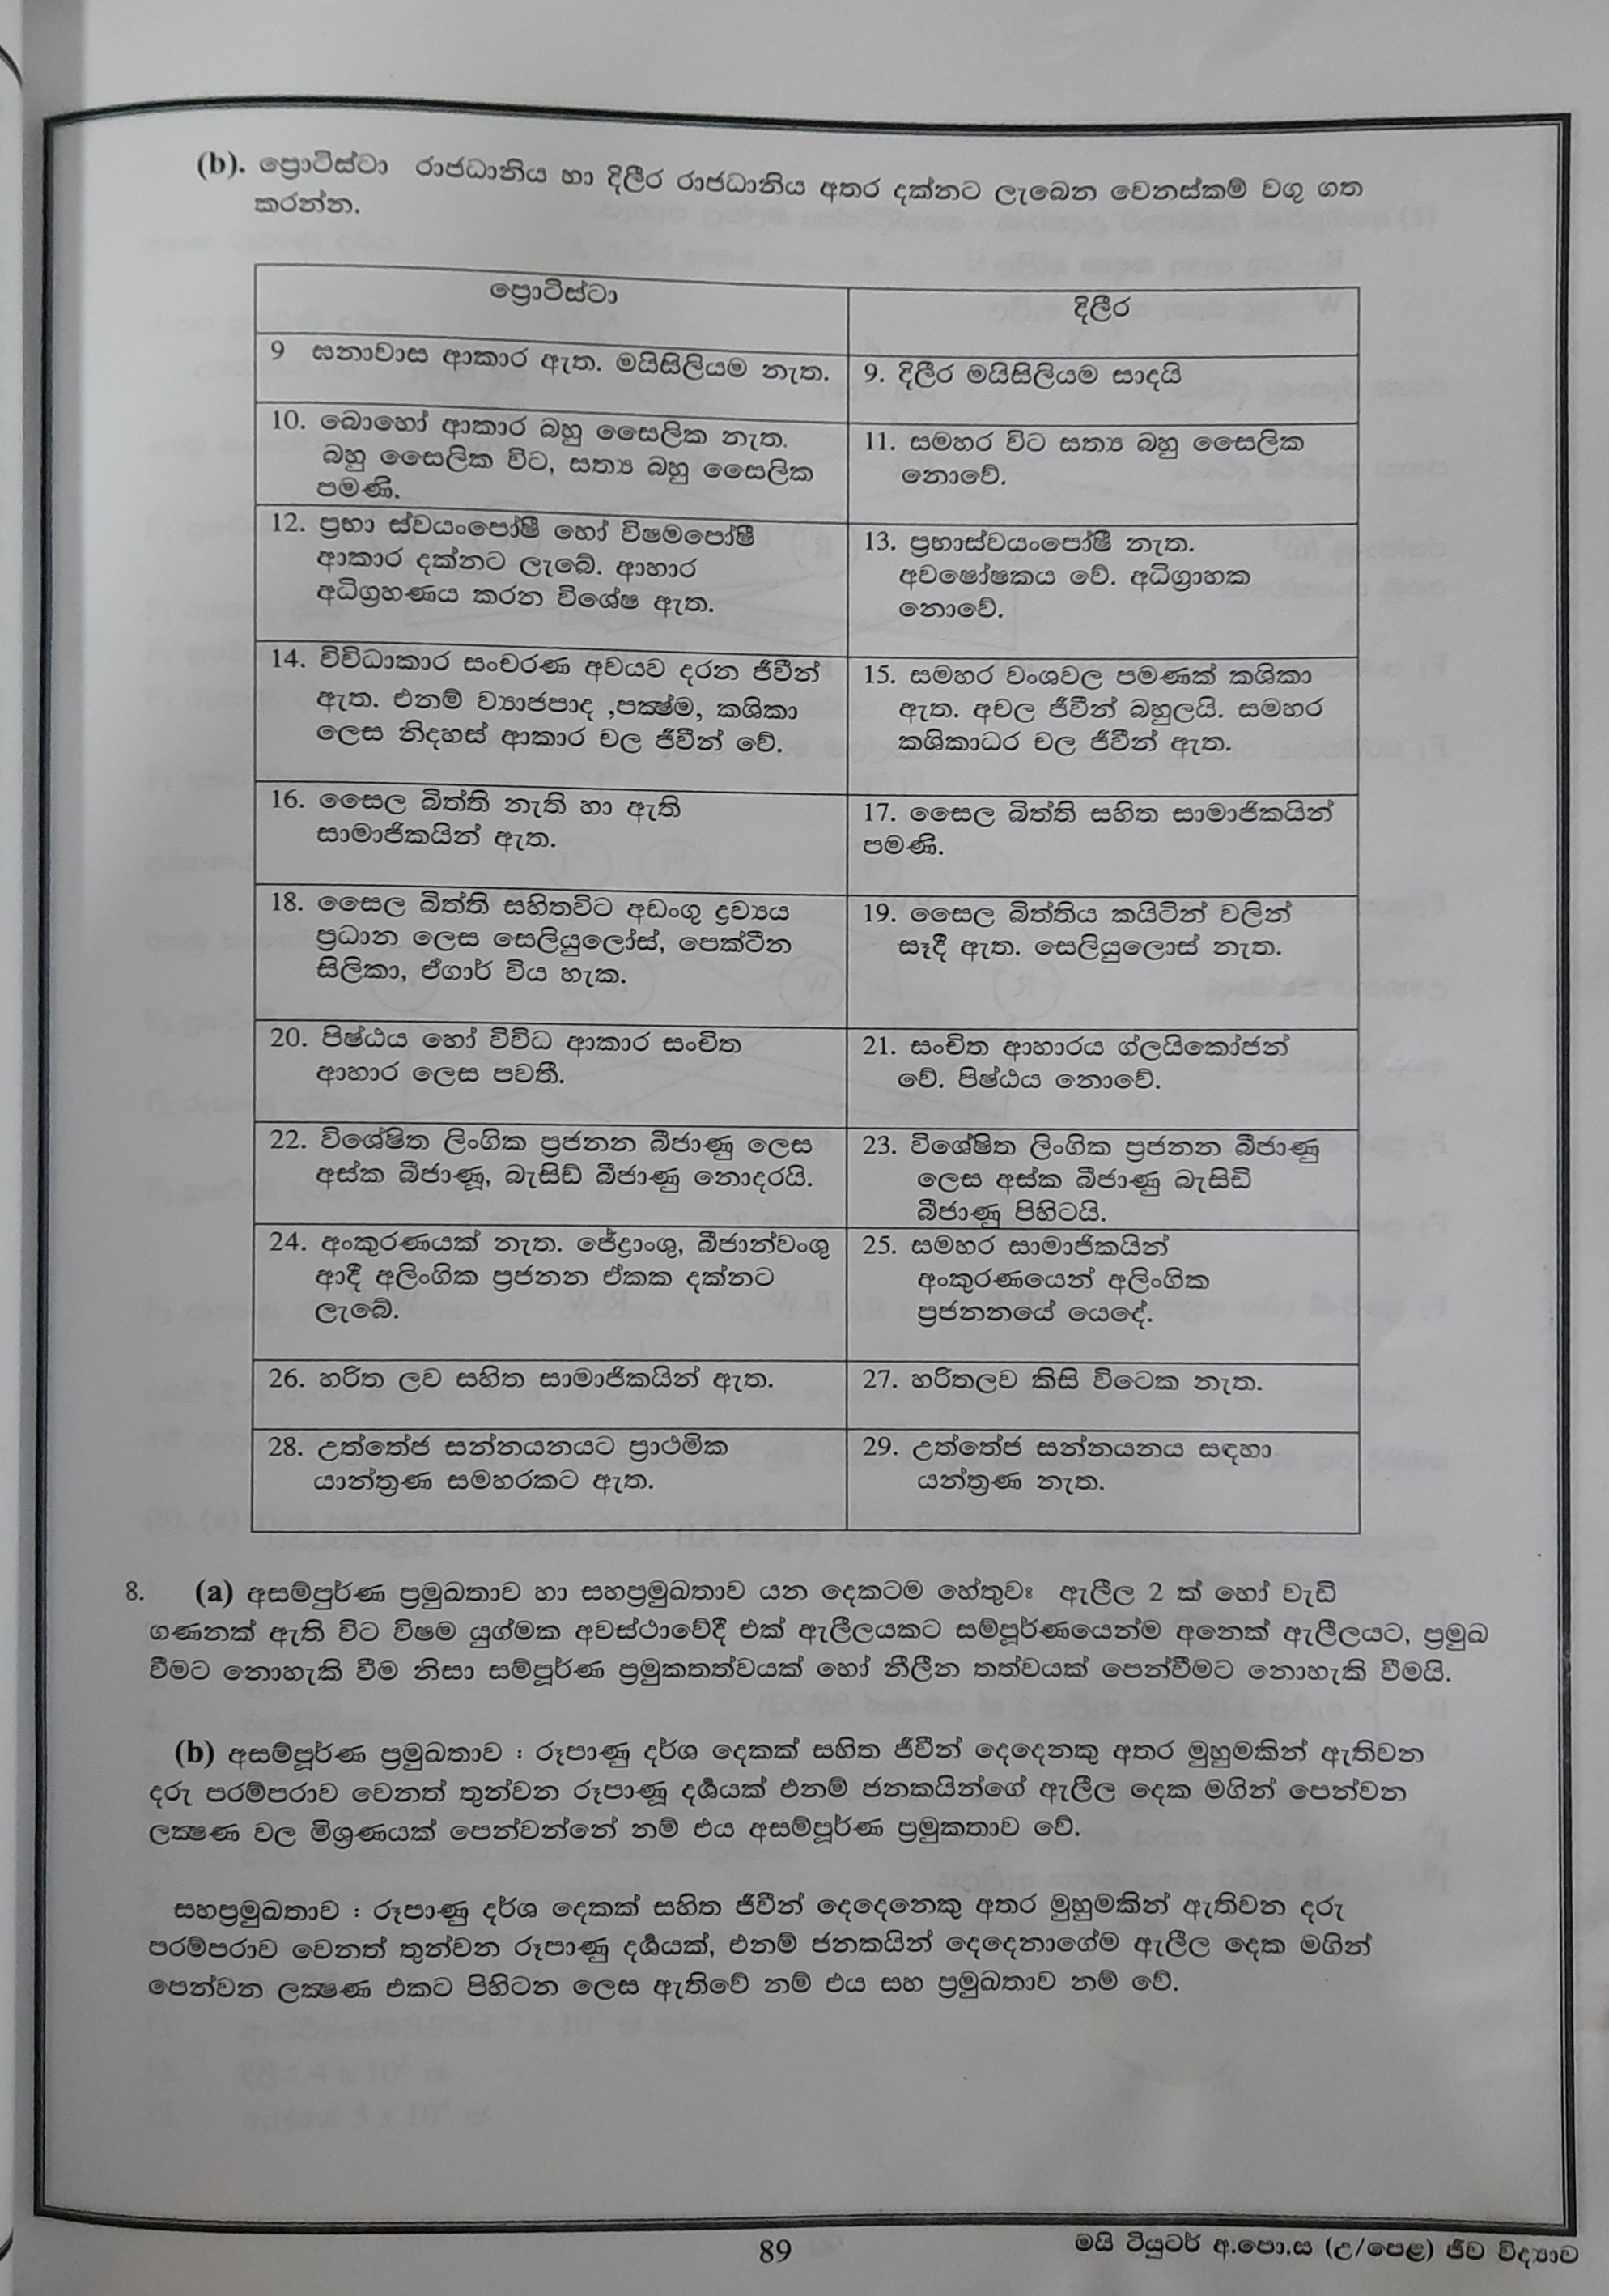 (b). ප්‍රොටිස්ටා රාජධානිය හා දිලීර රාජධානිය අතර දක්නට ලැබෙන වෙනස්කම් වගු ගත
කරන්න.
ප්‍රොටිස්ටා
දිලීර
9 ඝනාවාස ආකාර ඇත. මයිසිලියම නැත.
9. දිලීර මයිසිලියම සාදයි
10. බොහෝ ආකාර බහු සෛලික නැත.
බහු සෛලික විට, සත්‍ය බහු සෛලික
පමණි.
11. සමහර විට සත්‍ය බහු සෛලික
නොවේ.
12. ප්‍රභා ස්වයංපෝෂී හෝ විෂමපෝෂී
ආකාර දක්නට ලැබේ. ආහාර
අධිග්‍රහණය කරන විශේෂ ඇත.
13. ප්‍රභාස්වයංපෝෂී නැත.
අවෂෝෂකය වේ. අධිග්‍රාහක
නොවේ.
14. විවිධාකාර සංචරණ අවයව දරන ජීවීන්
ඇත. එනම් ව්‍යාජපාද ,පක්‍ෂ්ම, කශිකා
ලෙස නිදහස් ආකාර චල ජීවීන් වේ.
15. සමහර වංශවල පමණක් කශිකා
ඇත. අචල ජීවීන් බහුලයි. සමහර
කශිකාධර චල ජීවීන් ඇත.
16. සෛල බිත්ති නැති හා ඇති
සාමාජිකයින් ඇත.
17. සෛල බිත්ති සහිත සාමාජිකයින්
පමණි.
18. සෛල බිත්ති සහිතවිට අඩංගු ද්‍රව්‍යය
ප්‍රධාන ලෙස සෙලියුලෝස්, පෙක්ටීන
සිලිකා, ඒගාර් විය හැක.
19. සෛල බිත්තිය කයිටින් වලින්
සෑදී ඇත. සෙලියුලොස් නැත.
20. පිෂ්ඨය හෝ විවිධ ආකාර සංචිත
ආහාර ලෙස පවතී.
21. සංචිත ආහාරය ග්ලයිකෝජන්
වේ. පිෂ්ඨය නොවේ.
22. විශේෂිත ලිංගික ප්‍රජනන බීජාණු ලෙස
අස්ක බීජාණු, බැසිඩ් බීජාණු නොදරයි.
23. විශේෂිත ලිංගික ප්‍රජනන බීජාණු
ලෙස අස්ක බීජාණු බැසිඩි
බීජාණු පිහිටයි.
24. අංකුරණයක් නැත. ජේද්‍රාංශු, බීජාන්වංශු
ආදී අලිංගික ප්‍රජනන ඒකක දක්නට
ලැබේ.
25. සමහර සාමාජිකයින්
අංකුරණයෙන් අලිංගික
ප්‍රජනනයේ යෙදේ.
26. හරිත ලව සහිත සාමාජිකයින් ඇත.
27. හරිතලව කිසි විටෙක නැත.
28. උත්තේජ සන්නයනයට ප්‍රාථමික
යාන්ත්‍රණ සමහරකට ඇත.
29. උත්තේජ සන්නයනය සඳහා
යන්ත්‍රණ නැත.
8. (a) අසම්පුර්ණ ප්‍රමුඛතාව හා සහප්‍රමුඛතාව යන දෙකටම හේතුවඃ ඇලීල 2 ක් හෝ වැඩි
ගණනක් ඇති විට විෂම යුග්මක අවස්ථාවේදී එක් ඇලීලයකට සම්පූර්ණයෙන්ම අනෙක් ඇලීලයට, ප්‍රමුඛ
වීමට නොහැකි වීම නිසා සම්පූර්ණ ප්‍රමුකතත්වයක් හෝ නිලීන තත්වයක් පෙන්වීමට නොහැකි වීමයි.
(b) අසම්පූර්ණ ප්‍රමුඛතාව : රූපාණු දර්ශ දෙකක් සහිත ජීවීන් දෙදෙනකු අතර මුහුමකින් ඇතිවන
දරු පරම්පරාව වෙනත් තුන්වන රූපාණු දර්‍ශයක් එනම් ජනකයින්ගේ ඇලීල දෙක මගින් පෙන්වන
ලක්‍ෂණ වල මිශ්‍රණයක් පෙන්වන්නේ නම් එය අසම්පූර්ණ ප්‍රමුකතාව වේ.
සහප්‍රමුඛතාව : රූපාණු දර්ශ දෙකක් සහිත ජීවීන් දෙදෙනෙකු අතර මුහුමකින් ඇතිවන දරු
පරම්පරාව වෙනත් තුන්වන රූපාණු දර්‍ශයක්, එනම් ජනකයින් දෙදෙනාගේම ඇලීල දෙක මගින්
පෙන්වන ලක්‍ෂණ එකට පිහිටන ලෙස ඇතිවේ නම් එය සහ ප්‍රමුඛතාව නම් වේ.
89
මයි ටියුටර් අ.පො.ස (උ/පෙළ) ජීව විද්‍යාව